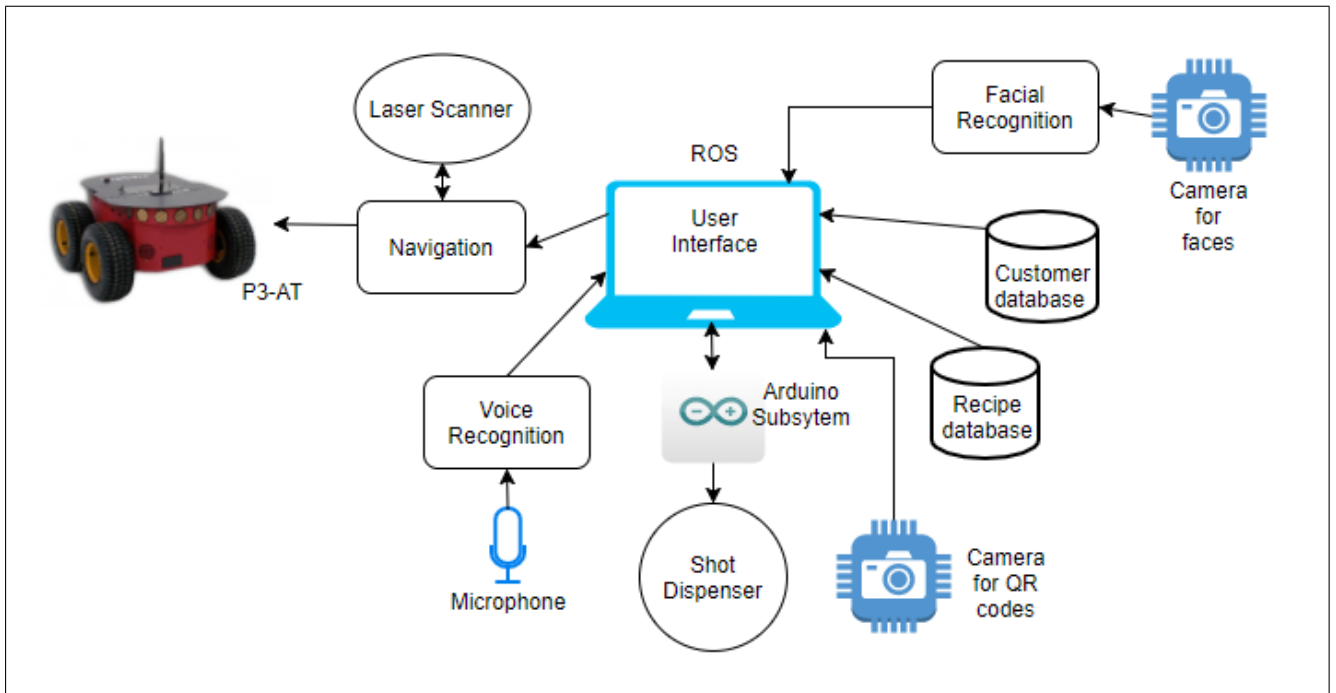 Laser Scanner
Facial
Recognition
ROS
User
Interface
Camera
for
faces
Navigation
Customer
database
P3-AT
Voice
Recognition
Arduino
Subsytem
Recipe
database
Shot
Dispenser
Camera
for QR
codes
Microphone